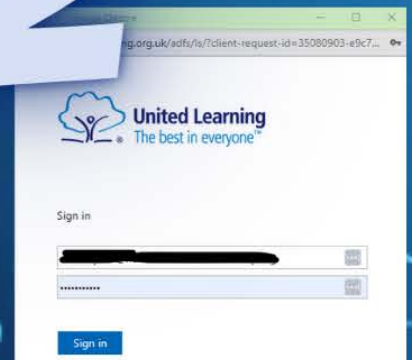 ng.org.uk/adfs/ls/?client-request-id=35080903-e9c7...
United Learning
The best in everyone™
Sign in
Sign in